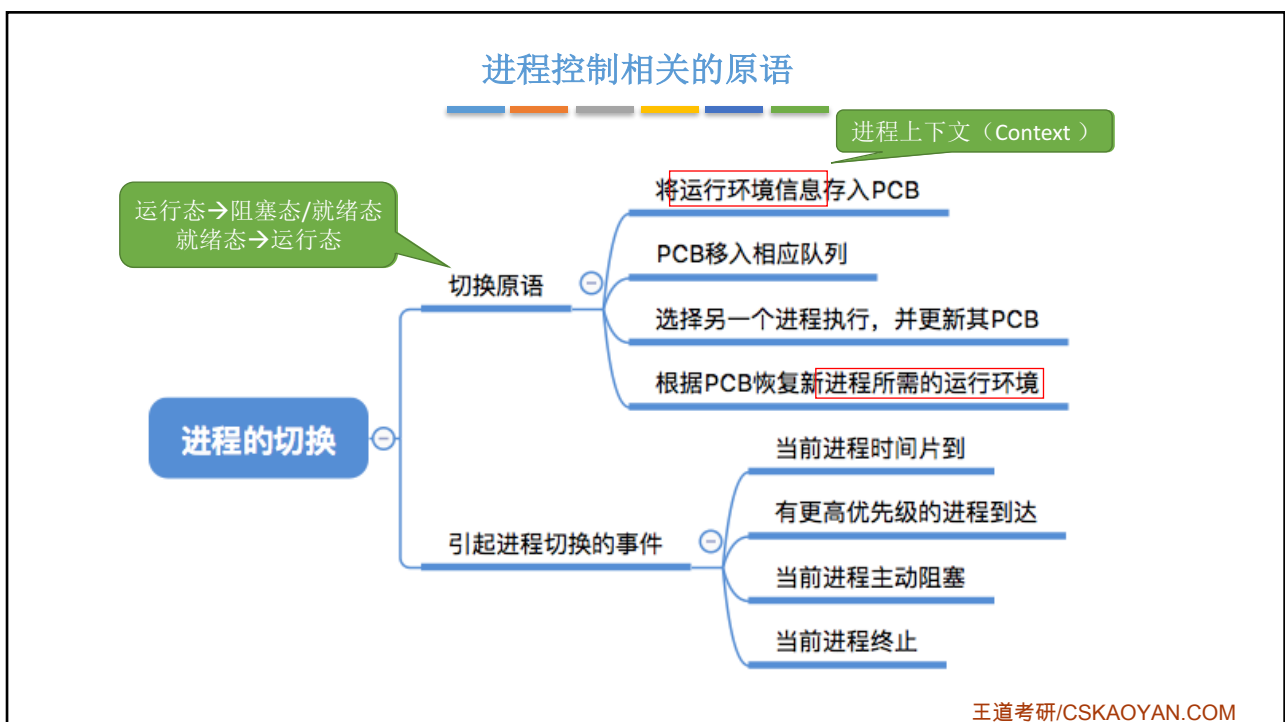 进程控制相关的原语
进程上下文（Context ）
运行态→阻塞态/就绪态
就绪态→运行态
将运行环境信息存入PCB
PCB移入相应队列
切换原语
选择另一个进程执行，并更新其PCB
根据PCB恢复新进程所需的运行环境
进程的切换
当前进程时间片到
有更高优先级的进程到达
引起进程切换的事件
当前进程主动阻塞
当前进程终止
王道考研/CSKAOYAN.COM